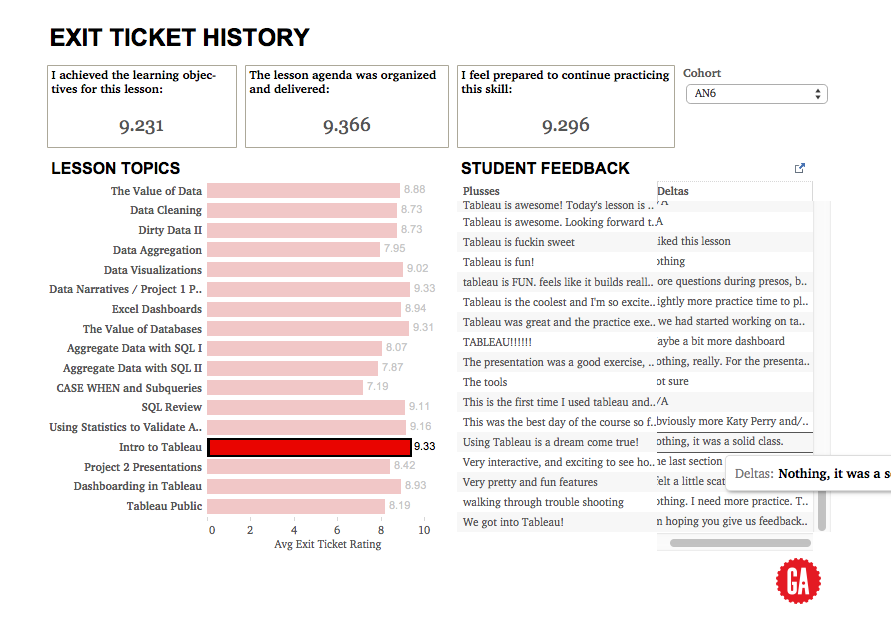 EXIT TICKET HISTORY
I achieved the learning objec-
tives for this lesson:
9.231
The lesson agenda was organized
and delivered:
9.366
I feel prepared to continue practicing
this skill:
9.296
Cohort
AN6
LESSON TOPICS
The Value of Data 8.88
Data Cleaning 8.73
Dirty Data II 8.73
Data Aggregation 7.95
Data Visualizations 9.02
Data Narratives / Project 1 P.. 9.33
Excel Dashboards 8.94
The Value of Databases 9.31
Aggregate Data with SQL I 8.07
Aggregate Data with SQL II 7.87
CASE WHEN and Subqueries 7.19
SQL Review 9.11
Using Statistics to Validate A.. 9.16
Intro to Tableau 9.33
Project 2 Presentations 8.42
Dashboarding in Tableau 8.93
Tableau Public 8.19
0 2 4 6 8 10
Avg Exit Ticket Rating
STUDENT FEEDBACK
Plusses Deltas
Tableau is awesome! Today's lesson is .. /A
Tableau is awesome. Looking forward t.. A
Tableau is fuckin sweet iked this lesson
Tableau is fun! othing
tableau is FUN. feels like it builds reall.. ore questions during presos, b..
Tableau is the coolest and I'm so excite.. ightly more practice time to pl..
Tableau was great and the practice exe.. we had started working on ta..
TABLEAU!!!!!! aybe a bit more dashboard
The presentation was a good exercise, .. othing, really. For the presenta..
The tools ot sure
This is the first time I used tableau and.. /A
This was the best day of the course so f.. bviously more Katy Perry and/..
Using Tableau is a dream come true! othing, it was a solid class.
Very interactive, and exciting to see ho.. he last section
Very pretty and fun features felt a little scat
walking through trouble shooting othing. I need more practice. T..
We got into Tableau! n hoping you give us feedback..
Deltas: Nothing, it was a s
GA